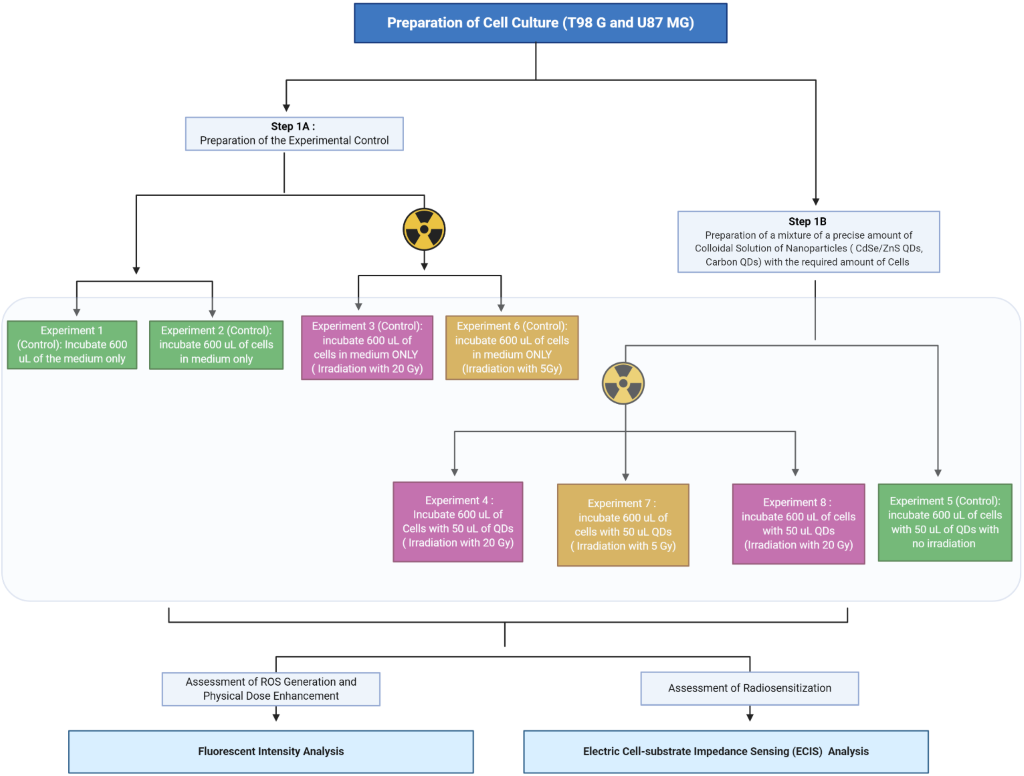 Preparation of Cell Culture (T98 G and U87 MG)
Step 1A :
Preparation of the Experimental Control
Step 1B
Preparation of a mixture of a precise amount of
Colloidal Solution of Nanoparticles ( CdSe/ZnS QDs,
Carbon QDs) with the required amount of Cells
Experiment 1
(Control): Incubate 600
uL of the medium only
Experiment 2 (Control):
incubate 600 uL of cells
in medium only
Experiment 3 (Control):
incubate 600 uL of
cells in medium ONLY
( Irradiation with 20 Gy)
Experiment 6 (Control):
incubate 600 uL of cells
in medium ONLY
(Irradiation with 5Gy)
Experiment 4 :
Incubate 600 uL of
Cells with 50 uL of QDs
( Irradiation with 20 Gy)
Experiment 7 :
incubate 600 uL of
cells with 50 uL QDs
( Irradiation with 5 Gy)
Experiment 8 :
incubate 600 uL of cells
with 50 uL QDs
(Irradiation with 20 Gy)
Experiment 5 (Control):
incubate 600 uL of cells
with 50 uL of QDs with
no irradiation
Assessment of ROS Generation and
Physical Dose Enhancement
Assessment of Radiosensitization
Fluorescent Intensity Analysis
Electric Cell-substrate Impedance Sensing (ECIS) Analysis